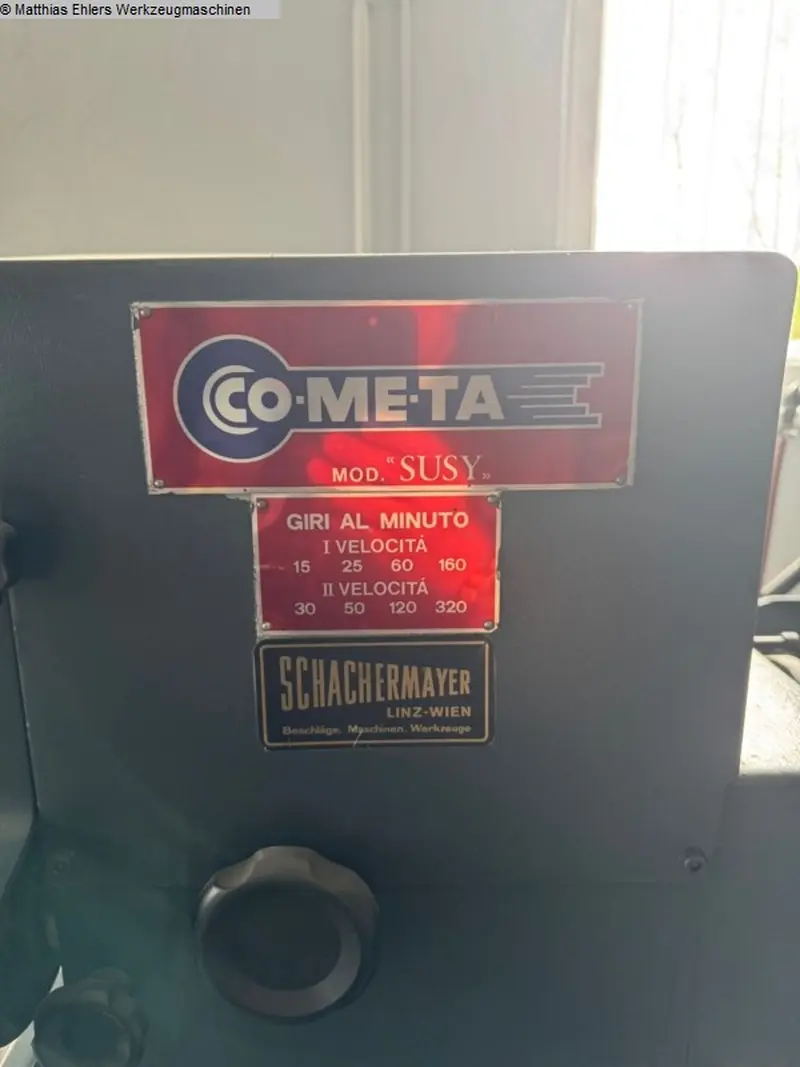 ® Matthias Ehlers Werkzeugmaschinen
CO·ME·TA
MOD. “SUSY„
GIRI AL MINUTO
I VELOCITÁ
15 25 60 160
II VELOCITÁ
30 50 120 320
SCHACHERMAYER
LINZ-WIEN
Beschläge, Maschinen, Werkzeuge